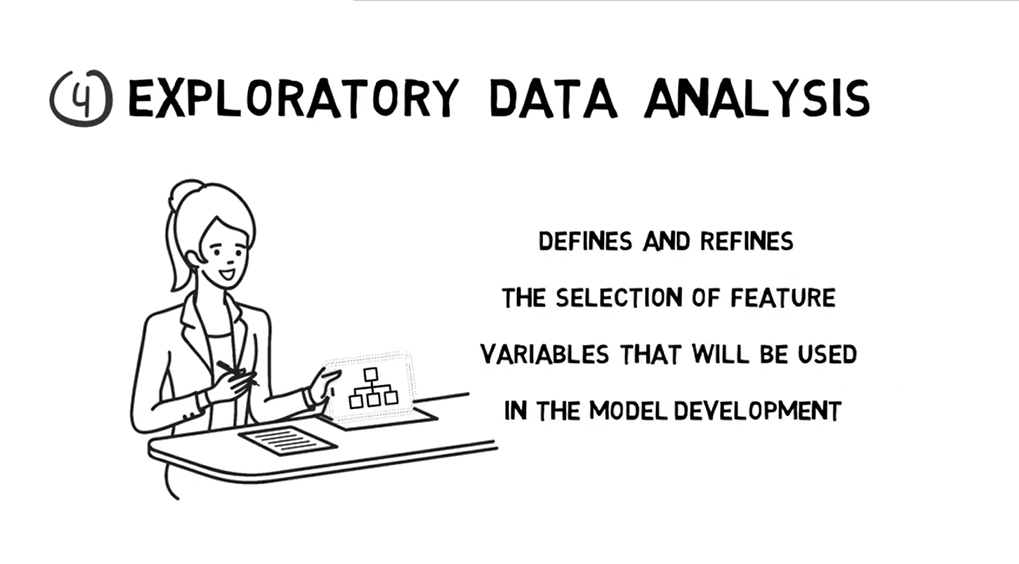 4 EXPLORATORY DATA ANALYSIS
DEFINES AND REFINES
THE SELECTION OF FEATURE
VARIABLES THAT WILL BE USED
IN THE MODEL DEVELOPMENT